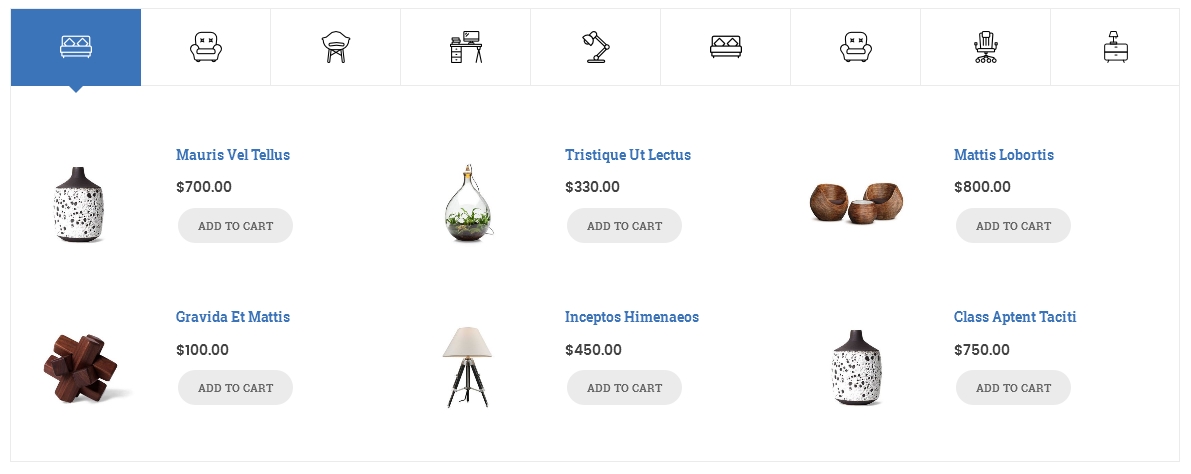 Mauris Vel Tellus
$700.00
ADD TO CART
Tristique Ut Lectus
$330.00
ADD TO CART
Mattis Lobortis
$800.00
ADD TO CART
Gravida Et Mattis
$100.00
ADD TO CART
Inceptos Himenaeos
$450.00
ADD TO CART
Class Aptent Taciti
$750.00
ADD TO CART